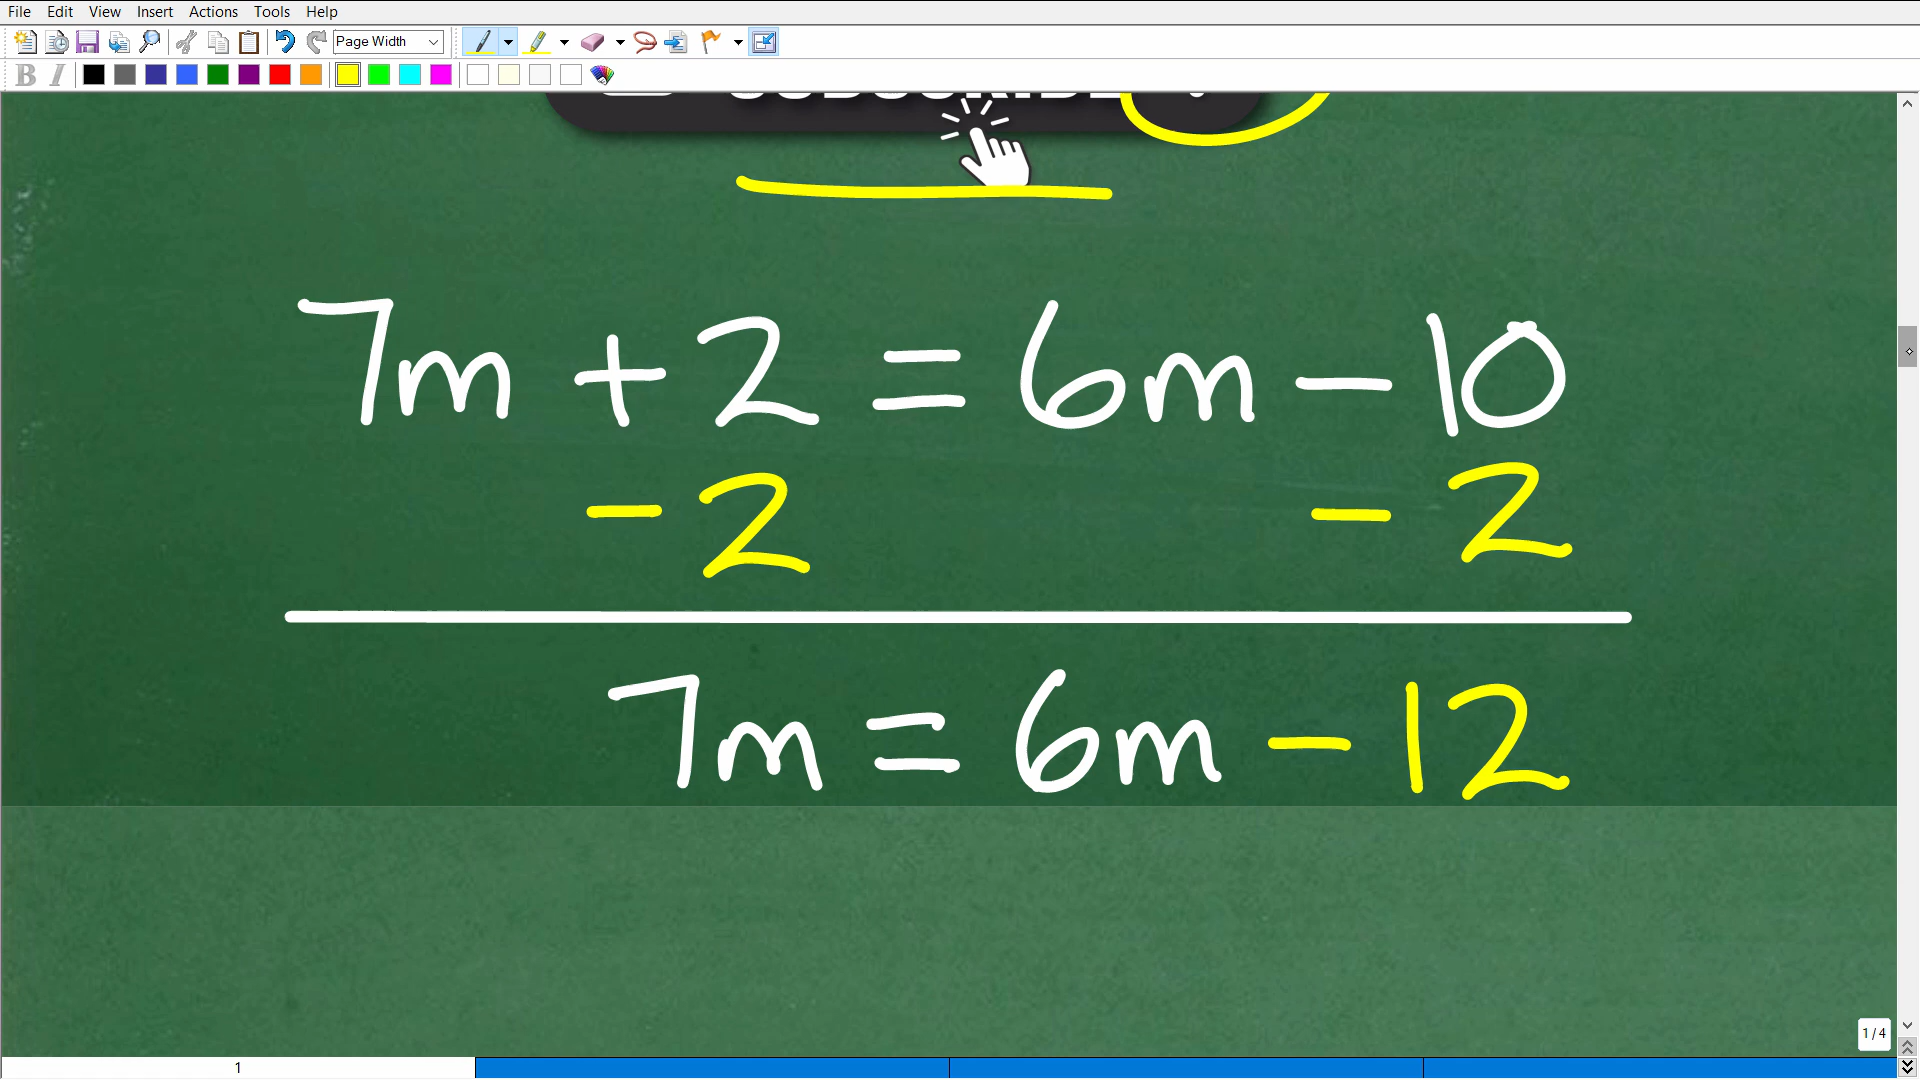 File Edit View Insert Actions Tools Help
Page Width
B I
SUBSCRIBE
7m + 2 = 6m - 10
- 2 - 2
7m = 6m - 12
1 / 4
1